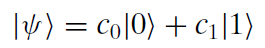 |ψ⟩ = c₀|0⟩ + c₁|1⟩